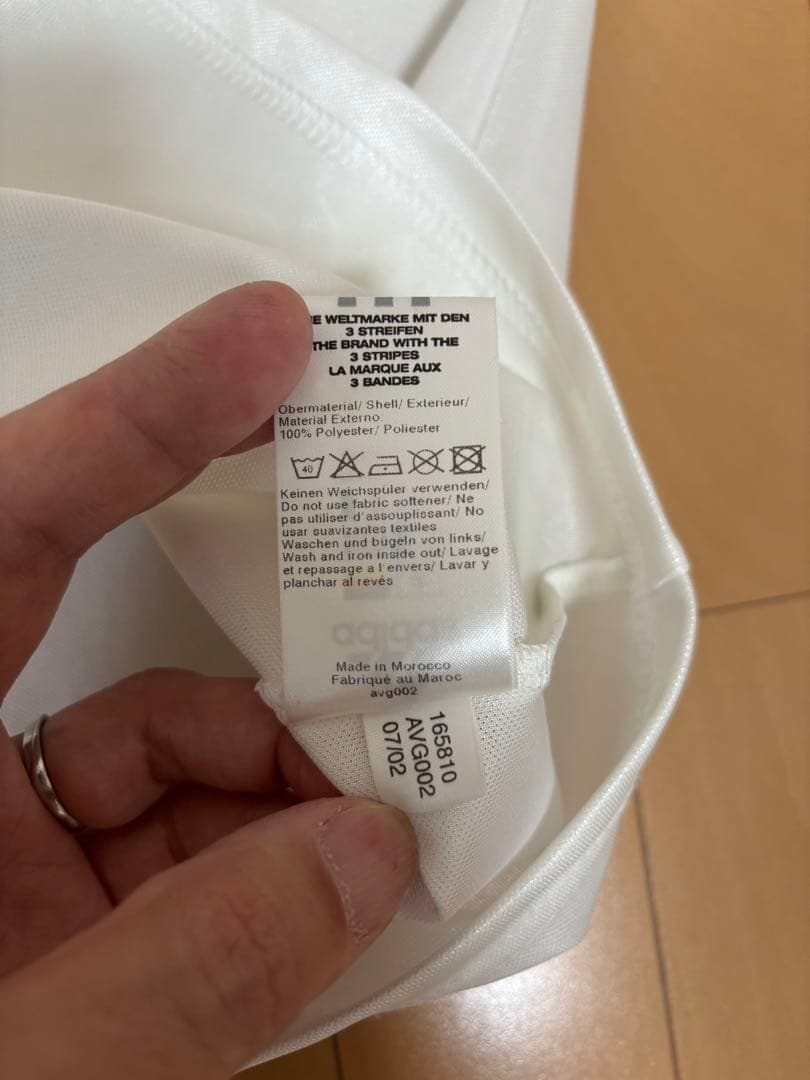 WELTMARKE MIT DEN
3 STREIFEN
THE BRAND WITH THE
3 STRIPES
LA MARQUE AUX
3 BANDES
Obermaterial/ Shell/ Exterieur/
Material Externo:
100% Polyester/ Poliester
40
Keinen Weichspüler verwenden/
Do not use fabric softener/ Ne
pas utiliser d'assouplissant/ No
usar suavizantes textiles
Waschen und bügeln von links/
Wash and iron inside out/ Lavage
et repassage a l'envers/ Lavar y
planchar al revés
adidas
Made in Morocco
Fabriqué au Maroc
avg002
165810
AVG002
07/02